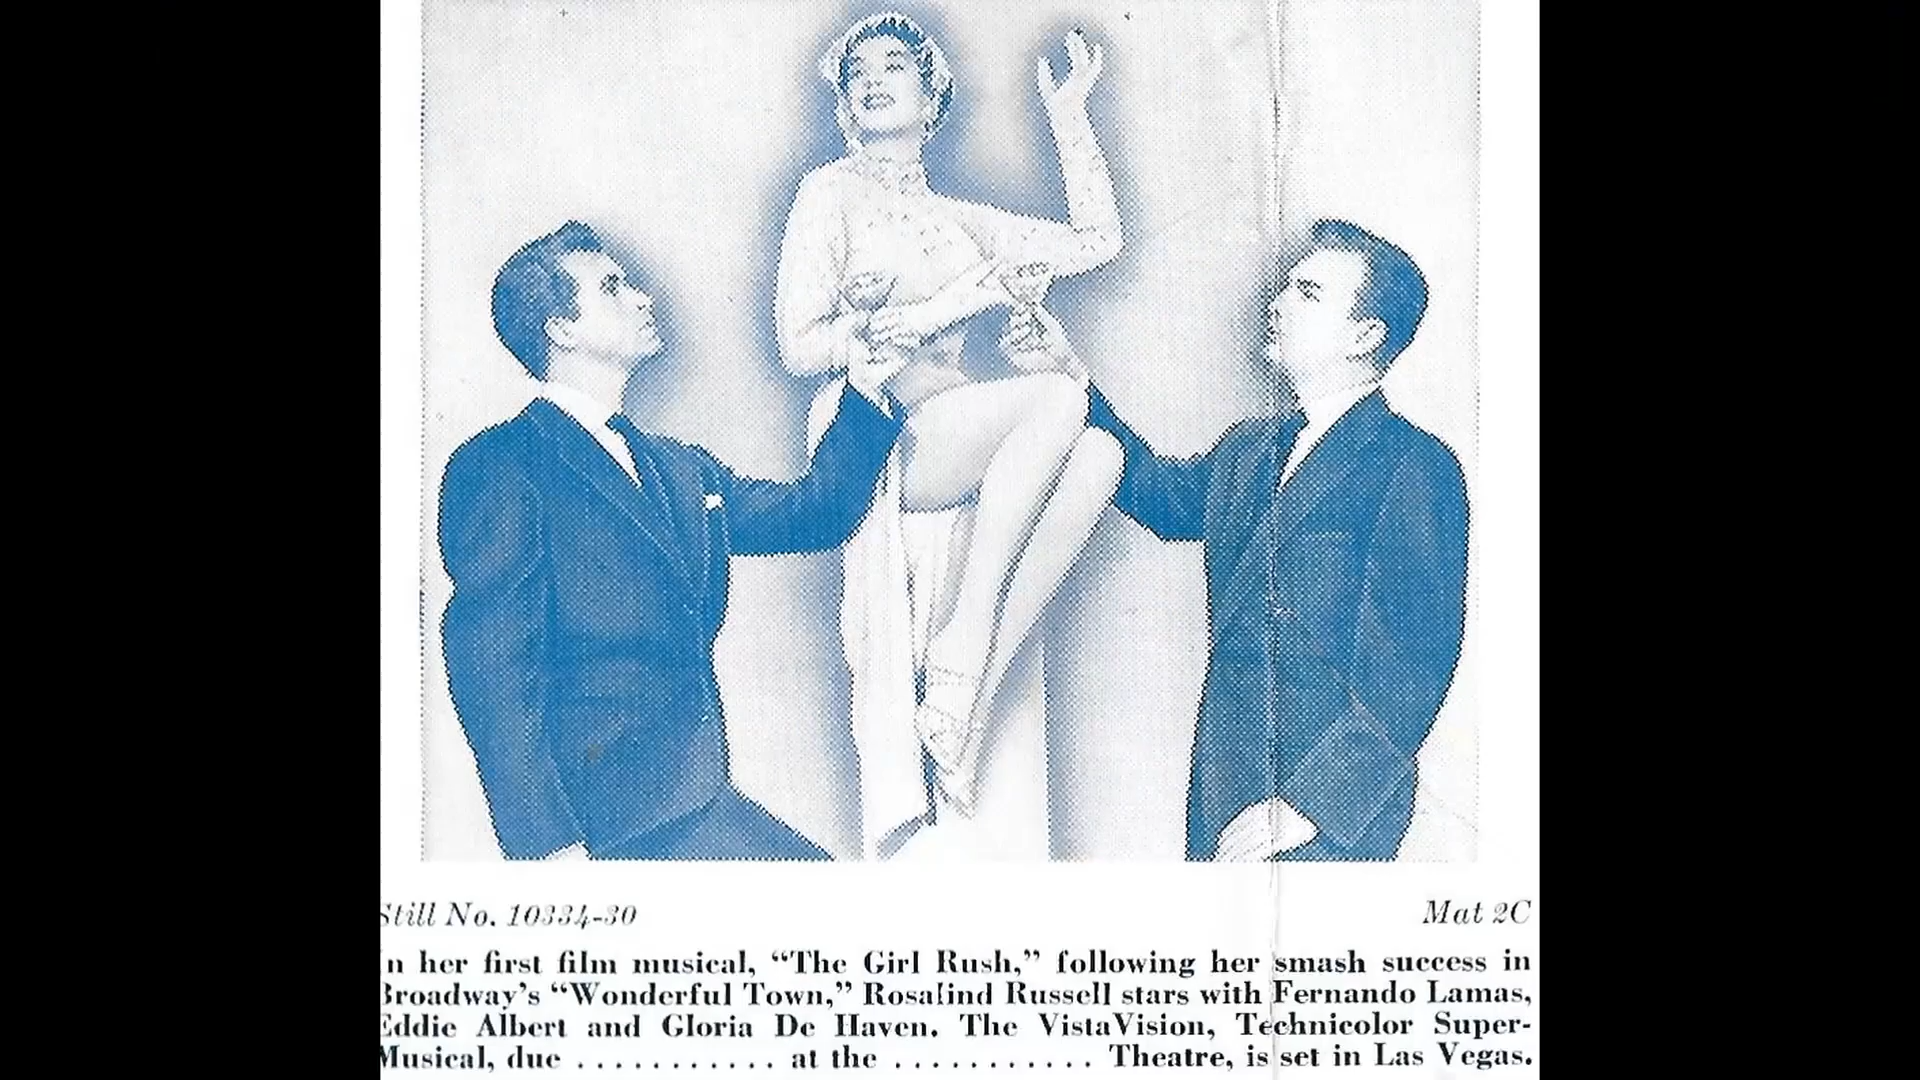 Still No. 10334-30
Mat 2C
In her first film musical, “The Girl Rush,” following her smash success in
Broadway’s “Wonderful Town,” Rosalind Russell stars with Fernando Lamas,
Eddie Albert and Gloria De Haven. The VistaVision, Technicolor Super-
Musical, due ........... at the ........... Theatre, is set in Las Vegas.